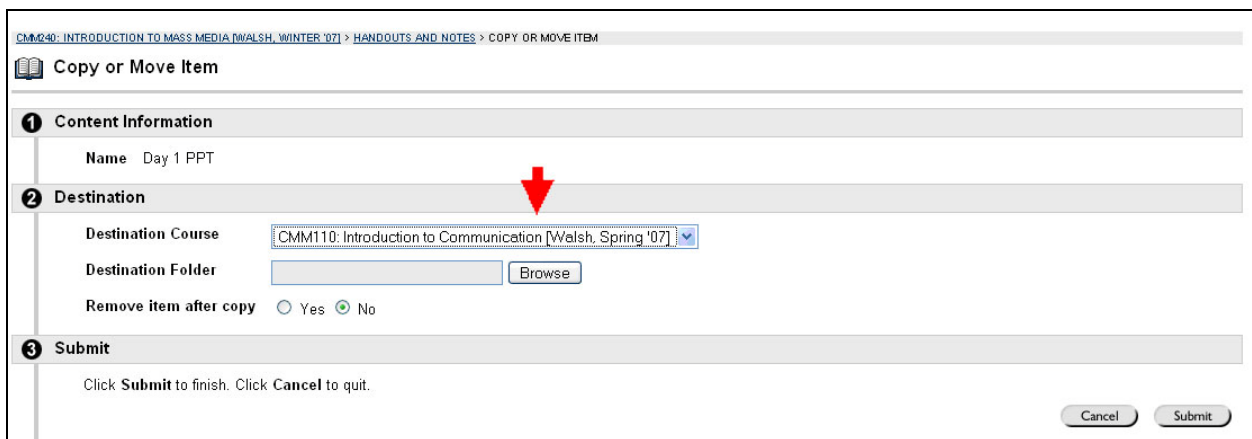 CMM240: INTRODUCTION TO MASS MEDIA [WALSH, WINTER '07] > HANDOUTS AND NOTES > COPY OR MOVE ITEM
Copy or Move Item
1 Content Information
Name Day 1 PPT
2 Destination
Destination Course CMM110: Introduction to Communication [Walsh, Spring '07]
Destination Folder Browse
Remove item after copy Yes No
3 Submit
Click Submit to finish. Click Cancel to quit.
Cancel Submit